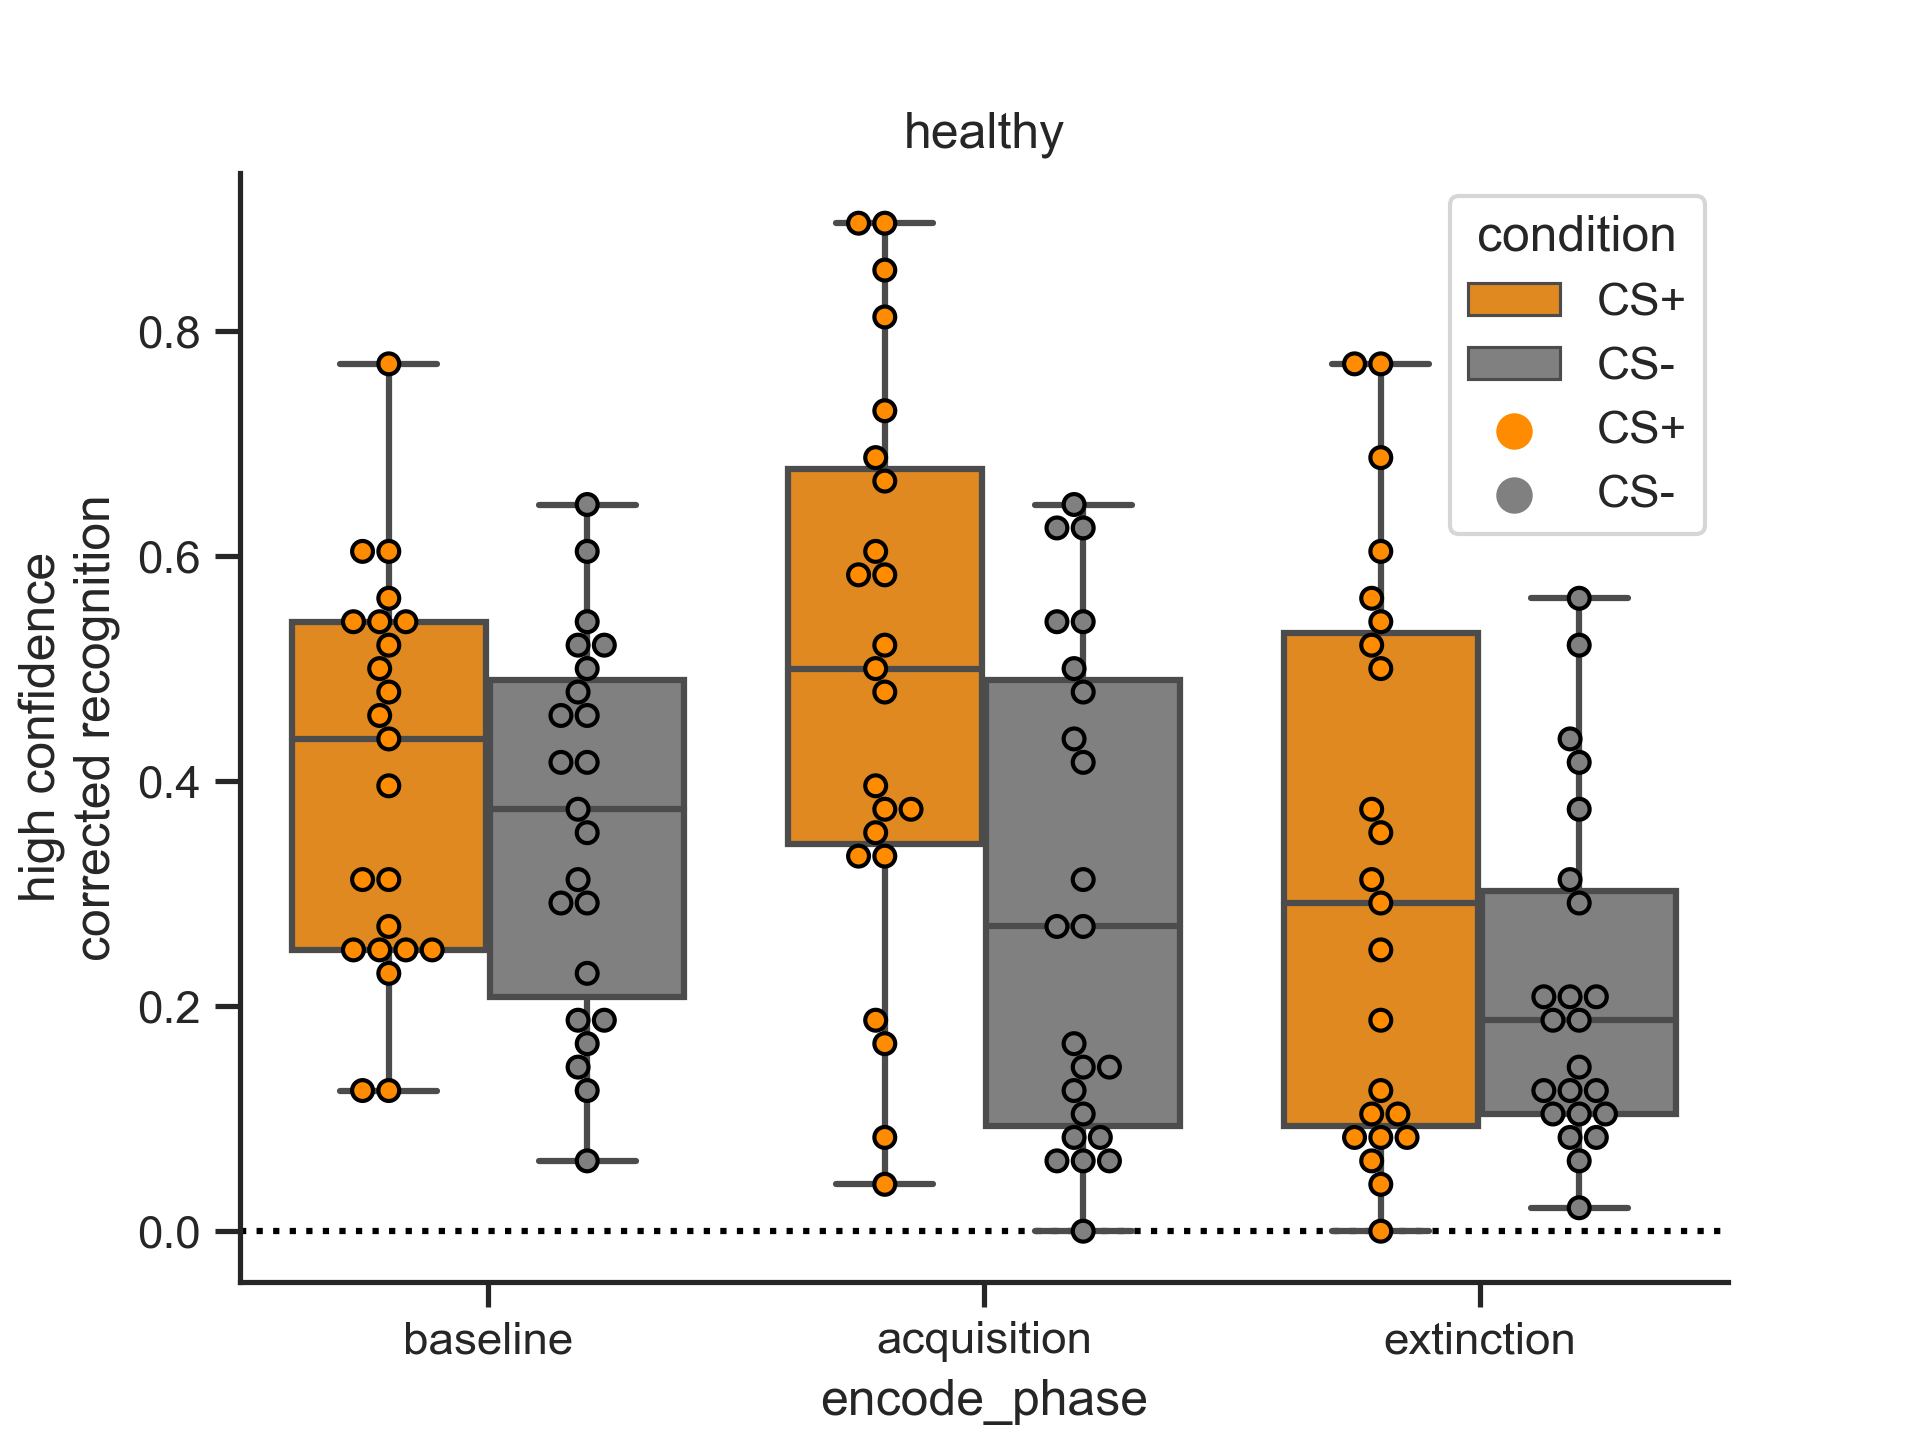 healthy
condition
CS+
CS-
CS+
CS-
high confidence
corrected recognition
0.8
0.6
0.4
0.2
0.0
baseline
acquisition
extinction
encode_phase